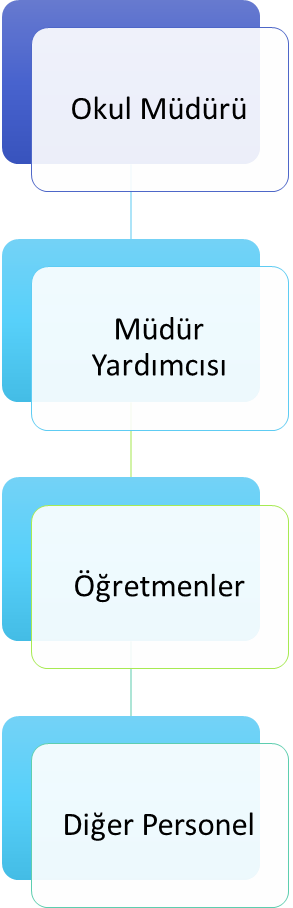 Okul Müdürü
Müdür
Yardımcısı
Öğretmenler
Diğer Personel